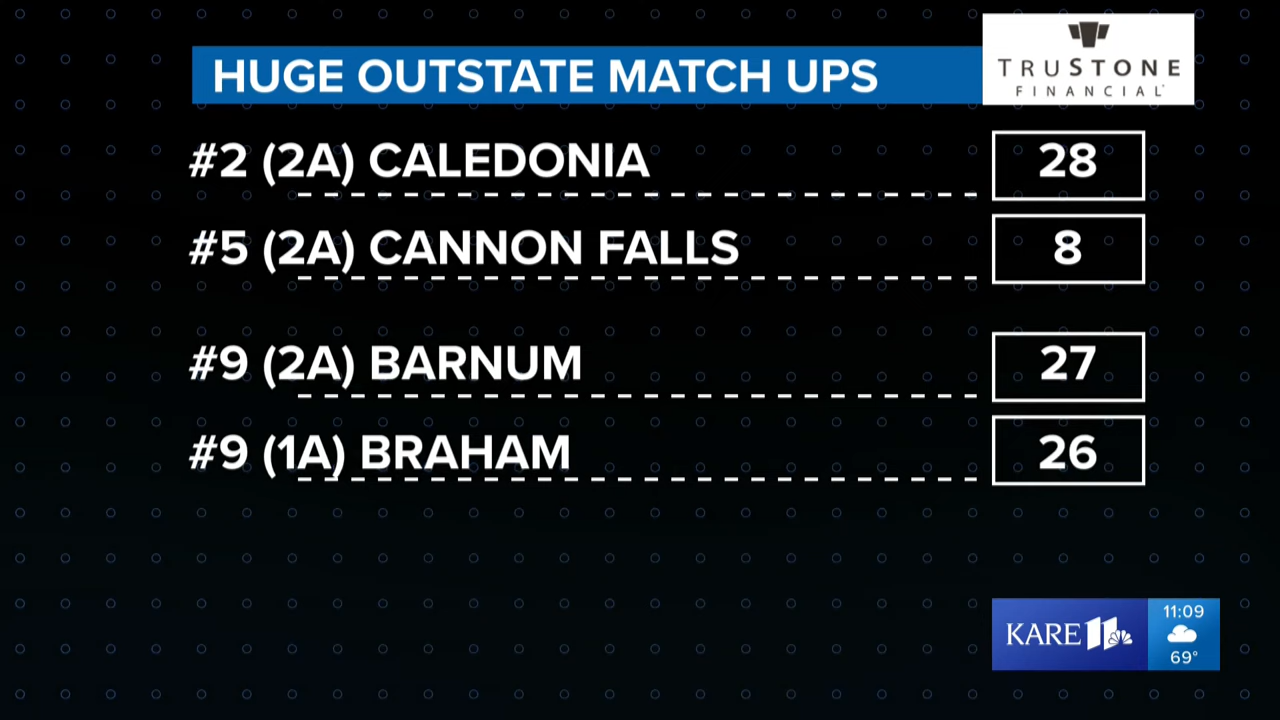 HUGE OUTSTATE MATCH UPS
TRUSTONE
FINANCIAL
#2 (2A) CALEDONIA 28
#5 (2A) CANNON FALLS 8
#9 (2A) BARNUM 27
#9 (1A) BRAHAM 26
KARE 11
11:09
69°